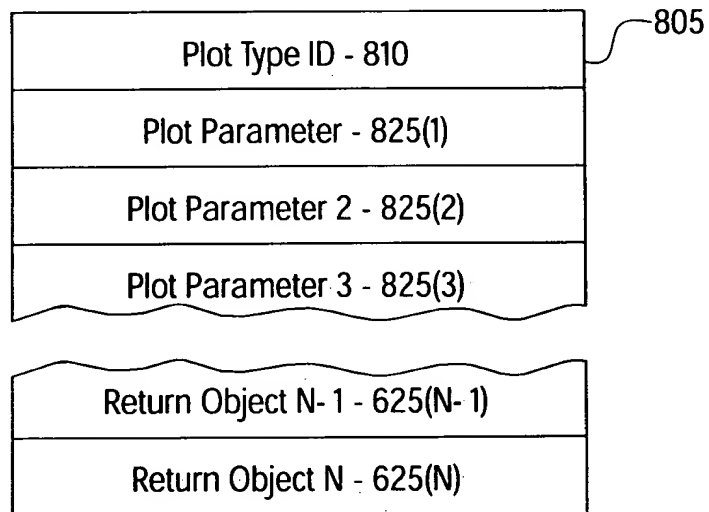 805
Plot Type ID - 810
Plot Parameter - 825(1)
Plot Parameter 2 - 825(2)
Plot Parameter 3 - 825(3)
Return Object N-1 - 625(N-1)
Return Object N - 625(N)